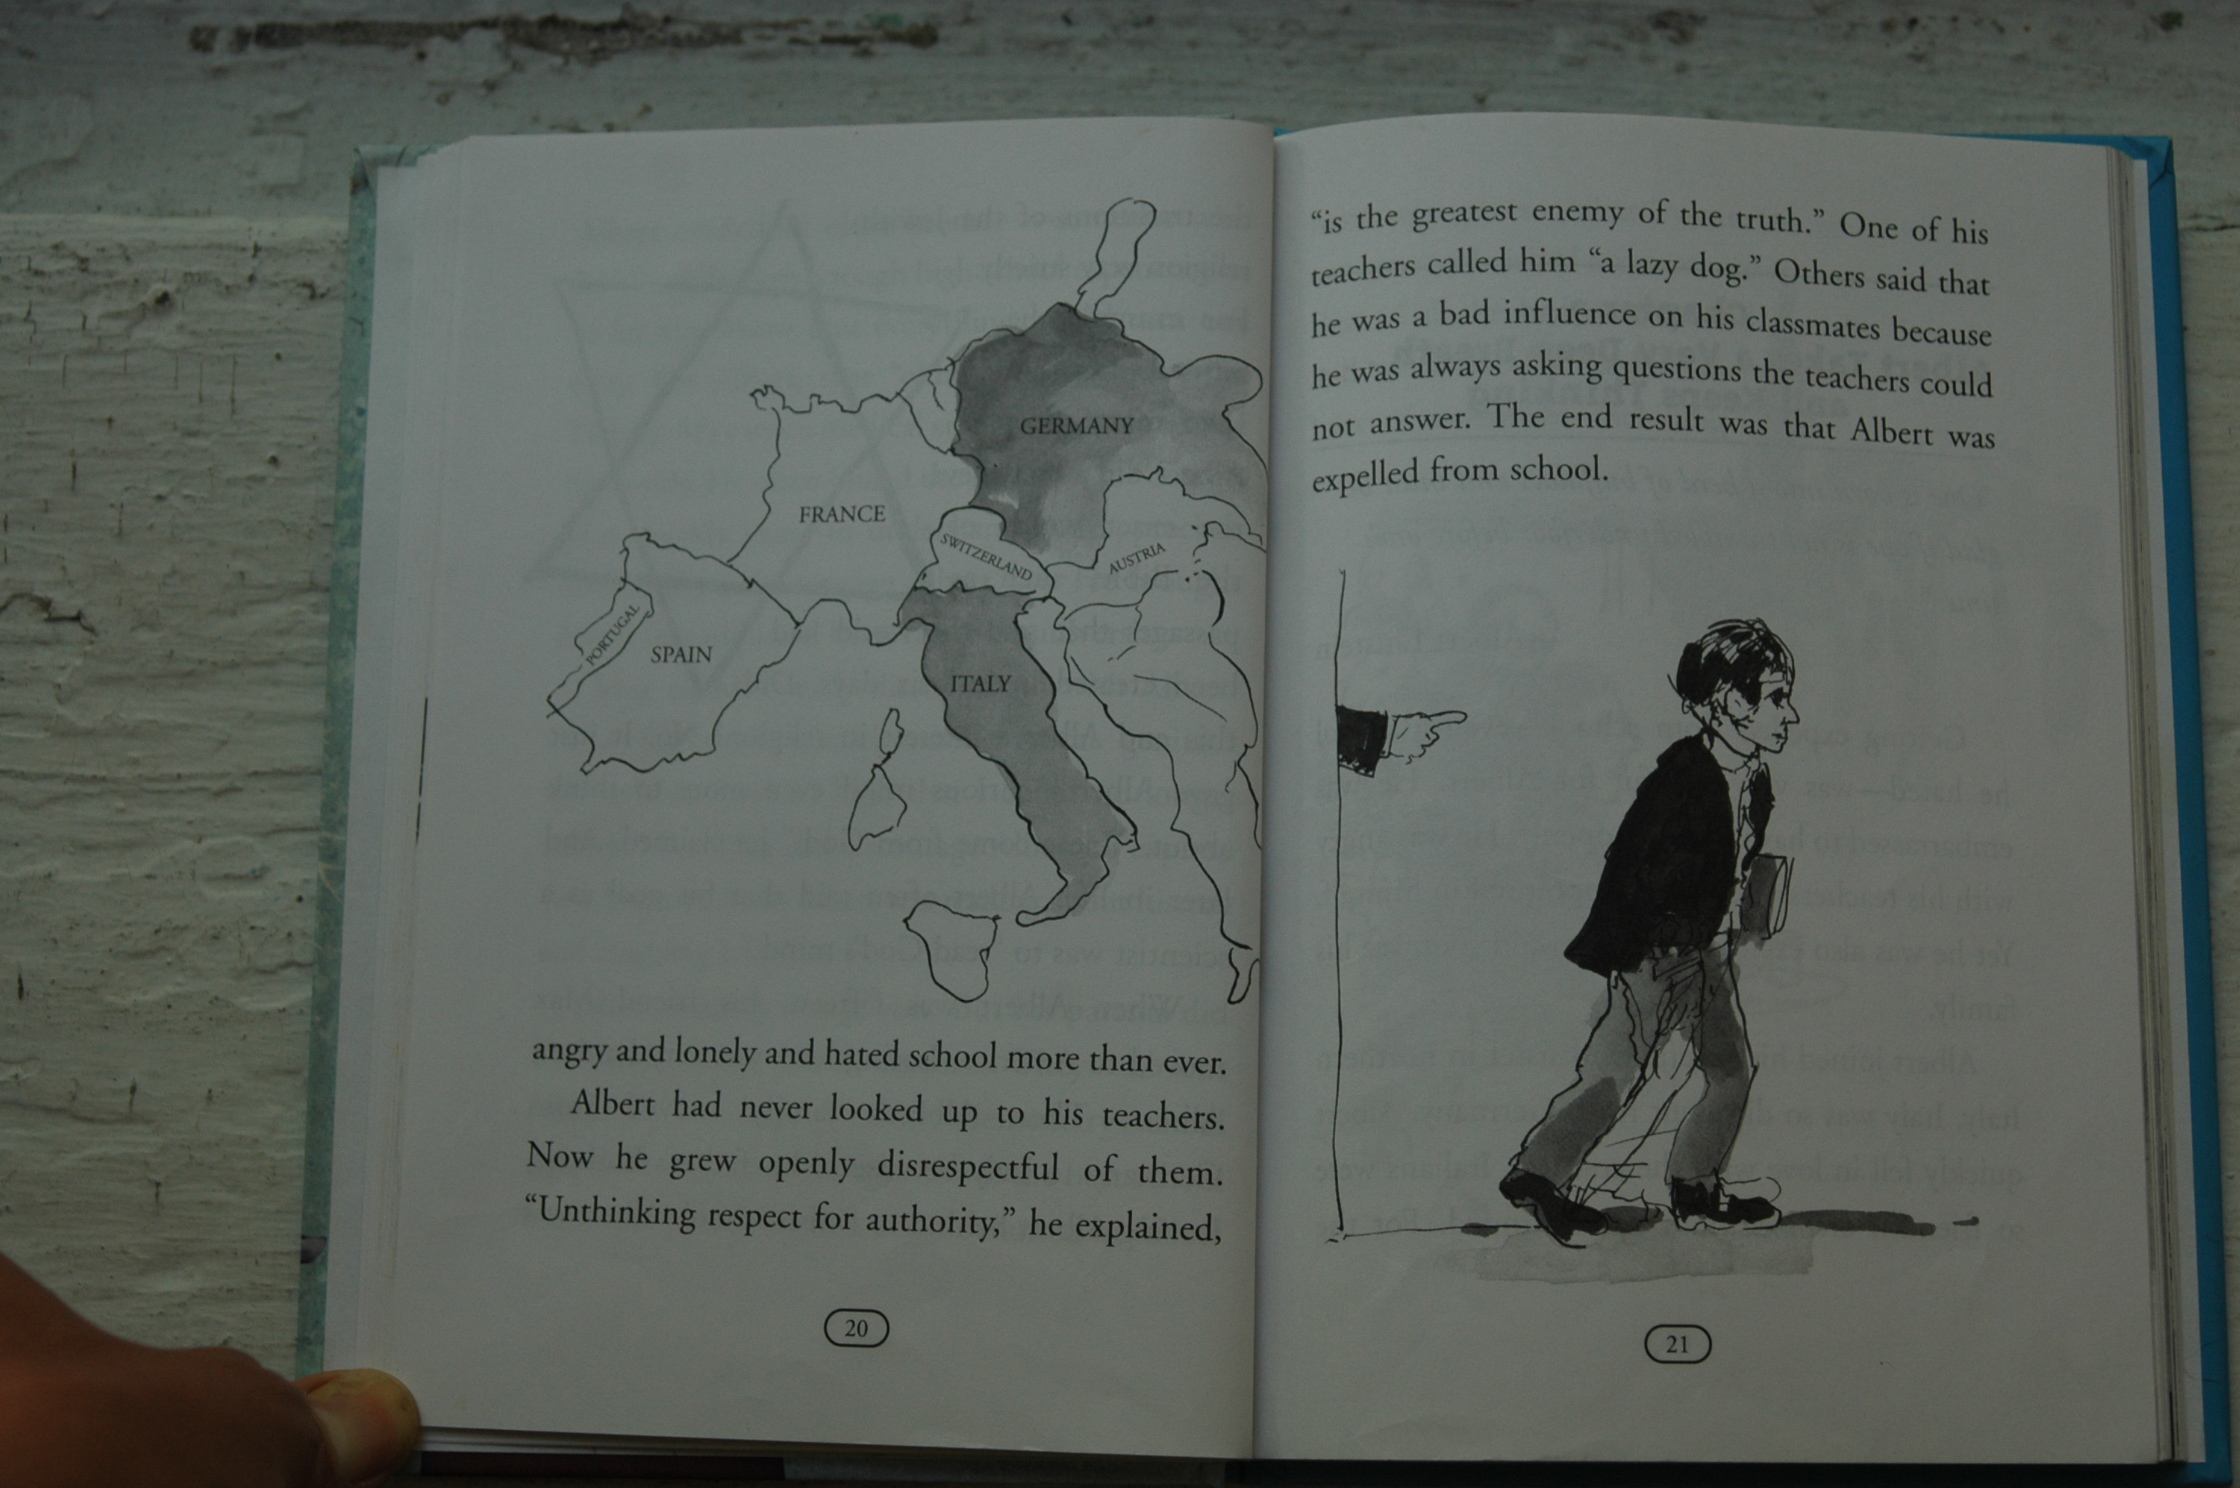 GERMANY
AUSTRIA
SWITZERLAND
FRANCE
ITALY
SPAIN
PORTUGAL
angry and lonely and hated school more than ever.
Albert had never looked up to his teachers.
Now he grew openly disrespectful of them.
“Unthinking respect for authority,” he explained,
20
“is the greatest enemy of the truth.” One of his
teachers called him “a lazy dog.” Others said that
he was a bad influence on his classmates because
he was always asking questions the teachers could
not answer. The end result was that Albert was
expelled from school.
21